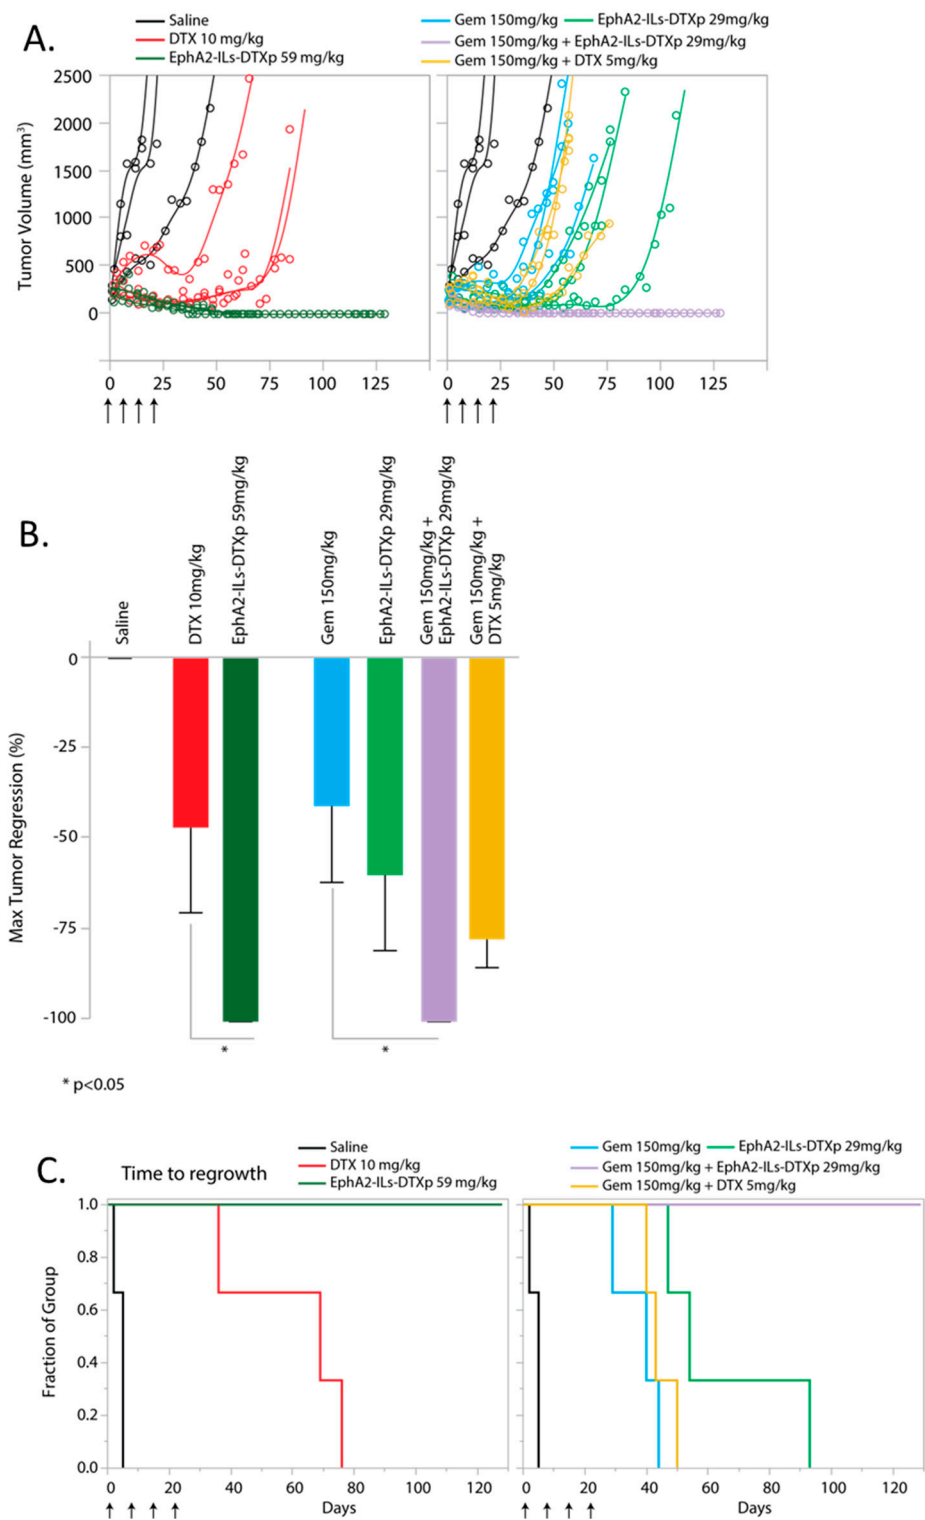 A.
Saline
DTX 10 mg/kg
EphA2-ILs-DTXp 59 mg/kg
Gem 150mg/kg
EphA2-ILs-DTXp 29mg/kg
Gem 150mg/kg + EphA2-ILs-DTXp 29mg/kg
Gem 150mg/kg + DTX 5mg/kg
Tumor Volume (mm³)
2500
2000
1500
1000
500
0
0 25 50 75 100 125
0 25 50 75 100 125
B.
Saline
DTX 10mg/kg
EphA2-ILs-DTXp 59mg/kg
Gem 150mg/kg
EphA2-ILs-DTXp 29mg/kg
Gem 150mg/kg +
EphA2-ILs-DTXp 29mg/kg
Gem 150mg/kg +
DTX 5mg/kg
Max Tumor Regression (%)
0
-25
-50
-75
-100
*
*
* p<0.05
C.
Time to regrowth
Saline
DTX 10 mg/kg
EphA2-ILs-DTXp 59 mg/kg
Gem 150mg/kg
EphA2-ILs-DTXp 29mg/kg
Gem 150mg/kg + EphA2-ILs-DTXp 29mg/kg
Gem 150mg/kg + DTX 5mg/kg
Fraction of Group
1.0
0.8
0.6
0.4
0.2
0.0
0 20 40 60 80 100 120
Days
0 20 40 60 80 100 120
Days